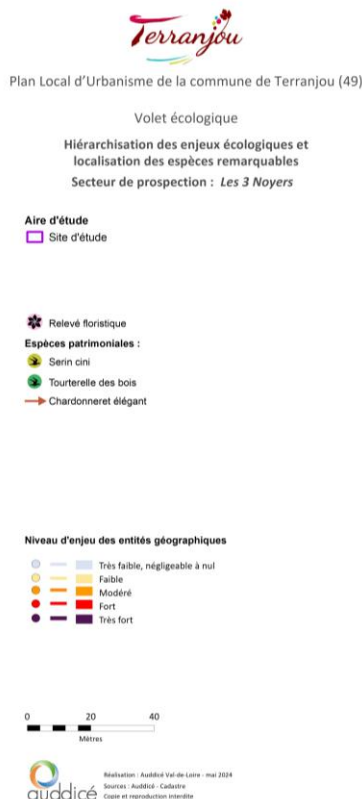 Terranjou
Plan Local d'Urbanisme de la commune de Terranjou (49)
Volet écologique
Hiérarchisation des enjeux écologiques et
localisation des espèces remarquables
Secteur de prospection : Les 3 Noyers
Aire d'étude
Site d'étude
Relevé floristique
Espèces patrimoniales :
Serin cini
Tourterelle des bois
Chardonneret élégant
Niveau d'enjeu des entités géographiques
Très faible, négligeable à nul
Faible
Modéré
Fort
Très fort
0 20 40
Mètres
auddicé
Réalisation : Auddicé Val-de-Loire - mai 2024
Sources : Auddicé - Cadastre
Copie et reproduction interdite